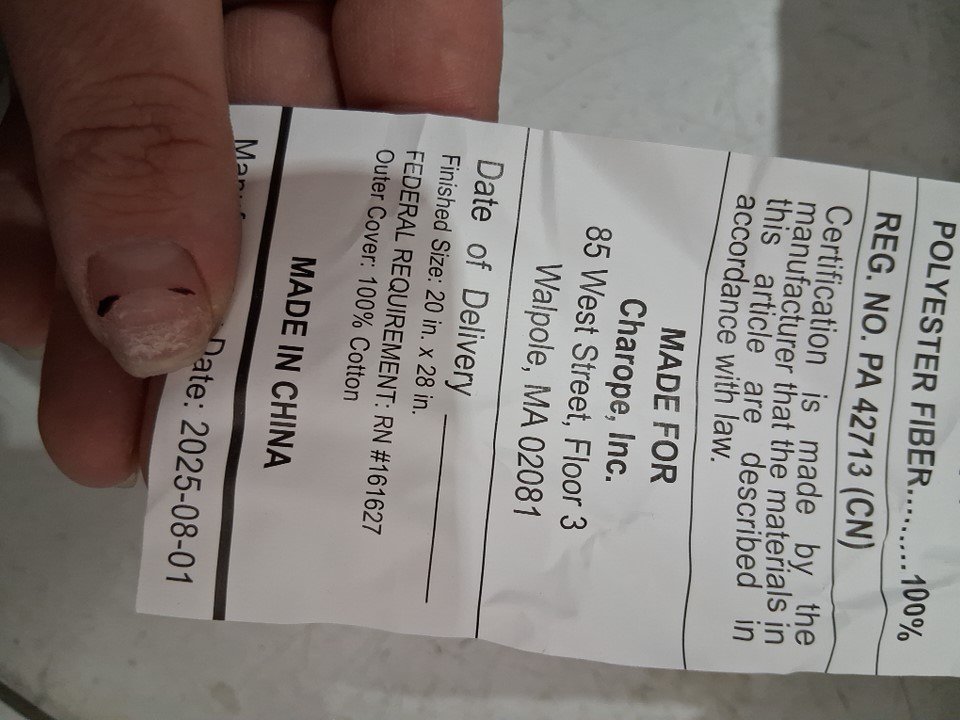 POLYESTER FIBER.........100%
REG. NO. PA 42713 (CN)
Certification is made by the
manufacturer that the materials in
this article are described in
accordance with law.
MADE FOR
Charope, Inc.
85 West Street, Floor 3
Walpole, MA 02081
Date of Delivery
Finished Size: 20 in. x 28 in.
FEDERAL REQUIREMENT: RN #161627
Outer Cover: 100% Cotton
MADE IN CHINA
Date: 2025-08-01